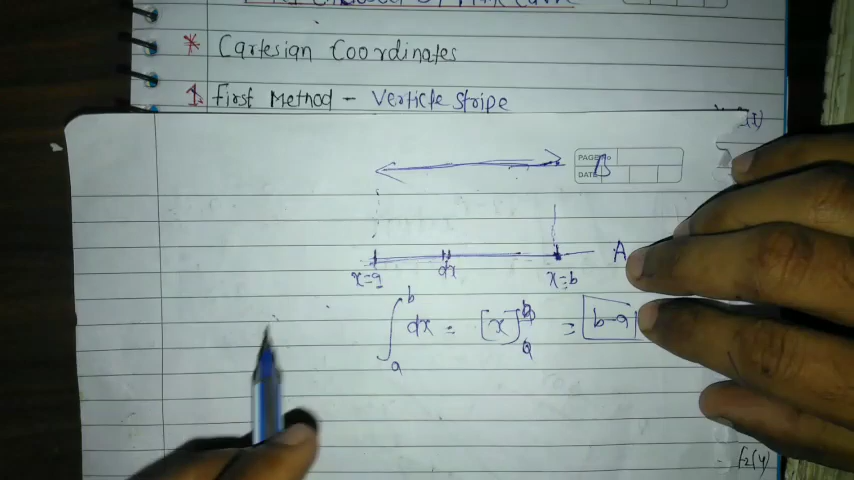 * Cartesian Coordinates
1. First Method - Verticle Stripe
PAGE No
DATE
A
x=a dx x=b
∫ₐᵇ dx = [x]ₐᵇ = b-a
f₂(y)